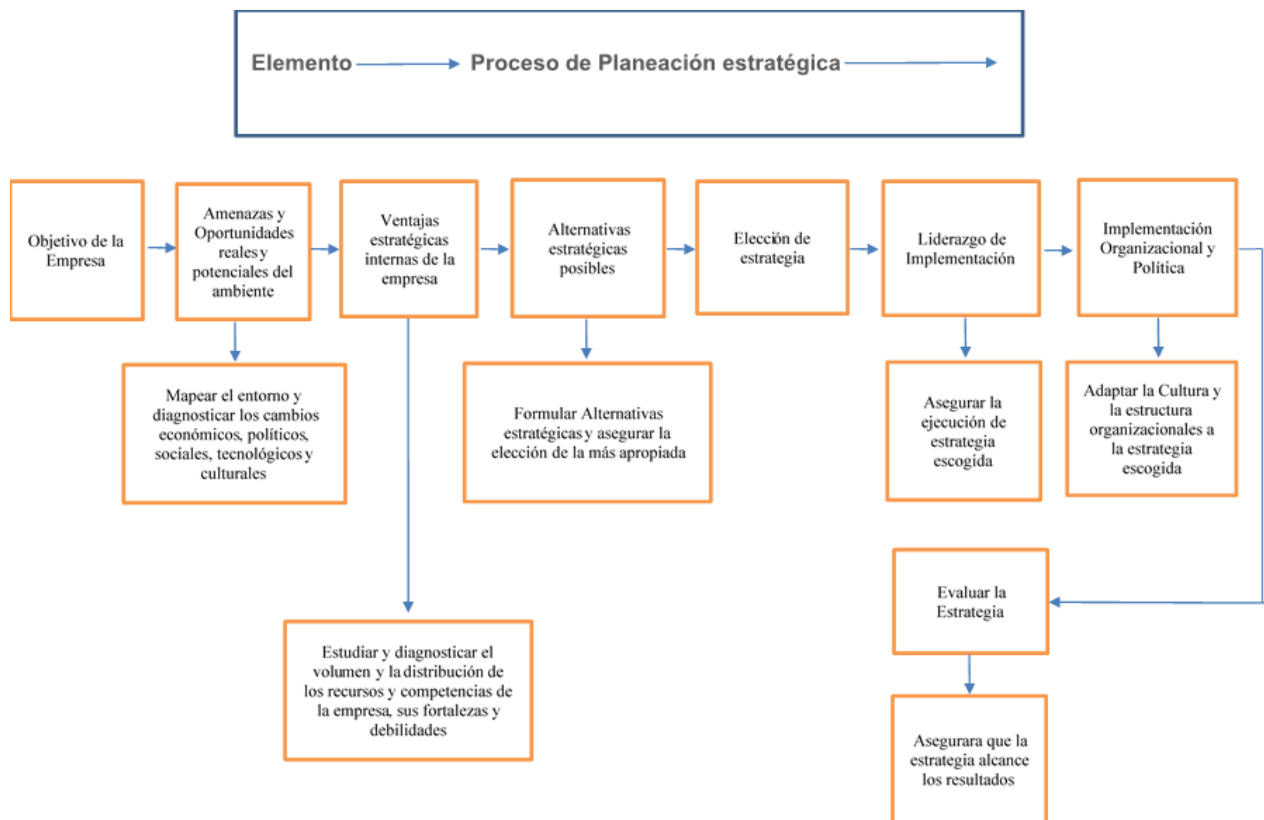 Elemento Proceso de Planeación estratégica
Objetivo de la
Empresa
Amenazas y
Oportunidades
reales y
potenciales del
ambiente
Ventajas
estratégicas
internas de la
empresa
Alternativas
estratégicas
posibles
Elección de
estrategia
Liderazgo de
Implementación
Implementación
Organizacional y
Política
Mapear el entorno y
diagnosticar los cambios
económicos, políticos,
sociales, tecnológicos y
culturales
Formular Alternativas
estratégicas y asegurar la
elección de la más apropiada
Asegurar la
ejecución de
estrategia
escogida
Adaptar la Cultura y
la estructura
organizacionales a
la estrategia
escogida
Evaluar la
Estrategia
Estudiar y diagnosticar el
volumen y la distribución de
los recursos y competencias de
la empresa, sus fortalezas y
debilidades
Asegurara que la
estrategia alcance
los resultados